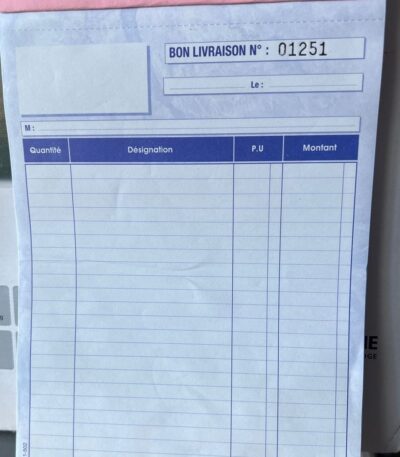 BON LIVRAISON N° : 01251
Le :
M :
Quantité Désignation P.U Montant